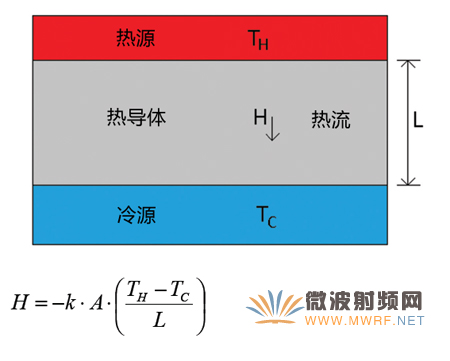 热源 T_H
热导体 H↓ 热流 L
冷源 T_C
H = −k · A · ( (T_H − T_C) / L )
微波射频网
WWW.MWRF.NET